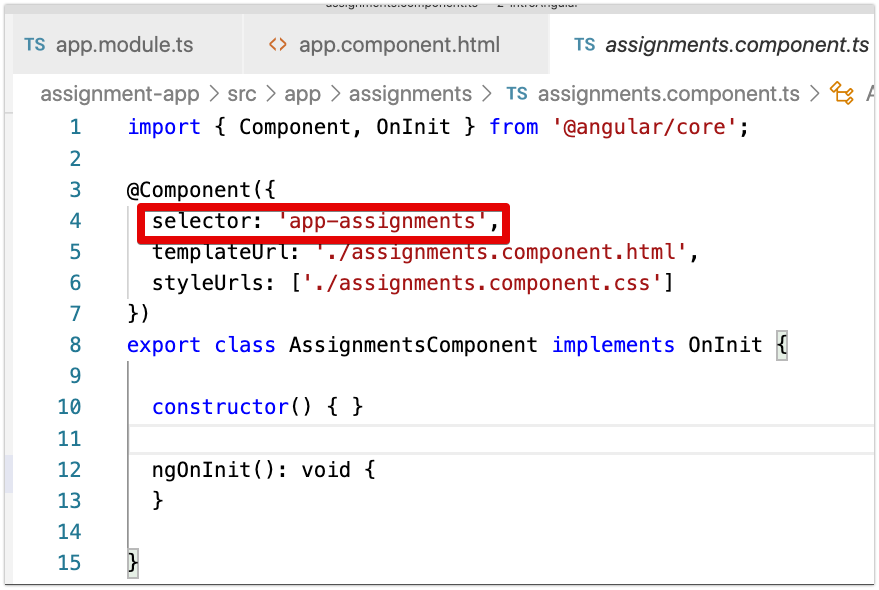 TS app.module.ts <> app.component.html TS assignments.component.ts
assignment-app > src > app > assignments > TS assignments.component.ts >
1 import { Component, OnInit } from '@angular/core';
2
3 @Component({
4 selector: 'app-assignments',
5 templateUrl: './assignments.component.html',
6 styleUrls: ['./assignments.component.css']
7 })
8 export class AssignmentsComponent implements OnInit {
9
10 constructor() { }
11
12 ngOnInit(): void {
13 }
14
15 }